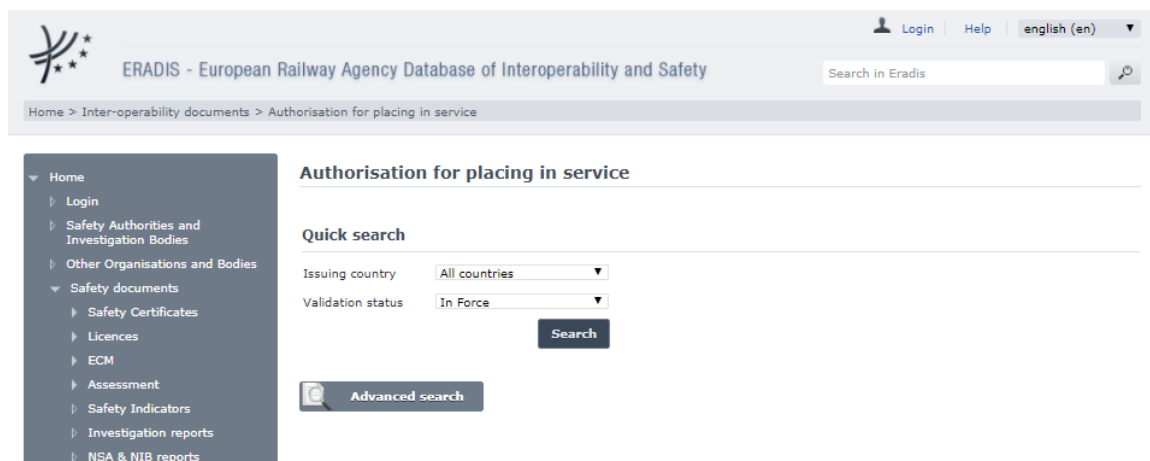 Login Help english (en)
ERADIS - European Railway Agency Database of Interoperability and Safety
Search in Eradis
Home > Inter-operability documents > Authorisation for placing in service
Home
Login
Safety Authorities and
Investigation Bodies
Other Organisations and Bodies
Safety documents
Safety Certificates
Licences
ECM
Assessment
Safety Indicators
Investigation reports
NSA & NIB reports
Authorisation for placing in service
Quick search
Issuing country All countries
Validation status In Force
Search
Advanced search